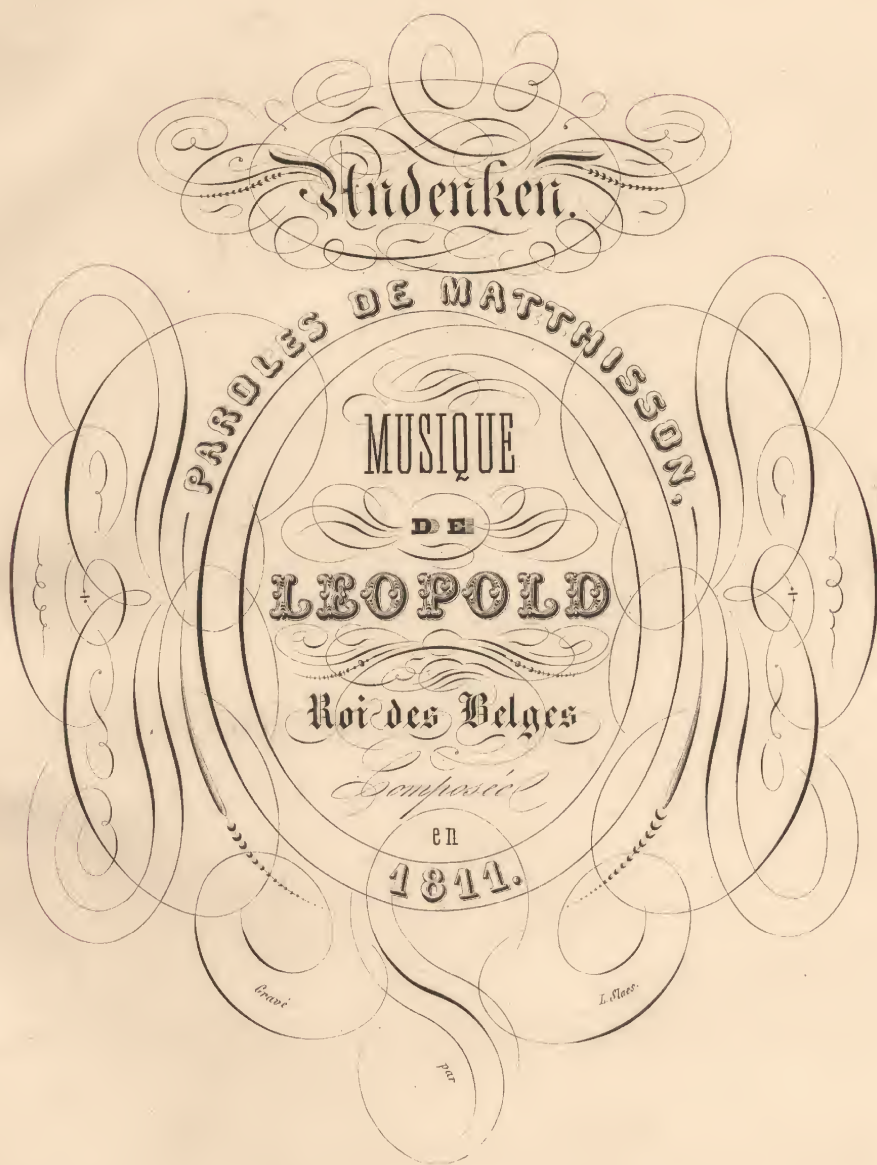 Andenken.
PAROLES DE MATTHISSON,
MUSIQUE
DE
LEOPOLD
Roi des Belges
Composée
en
1811.
Gravé
par
L. Staes.